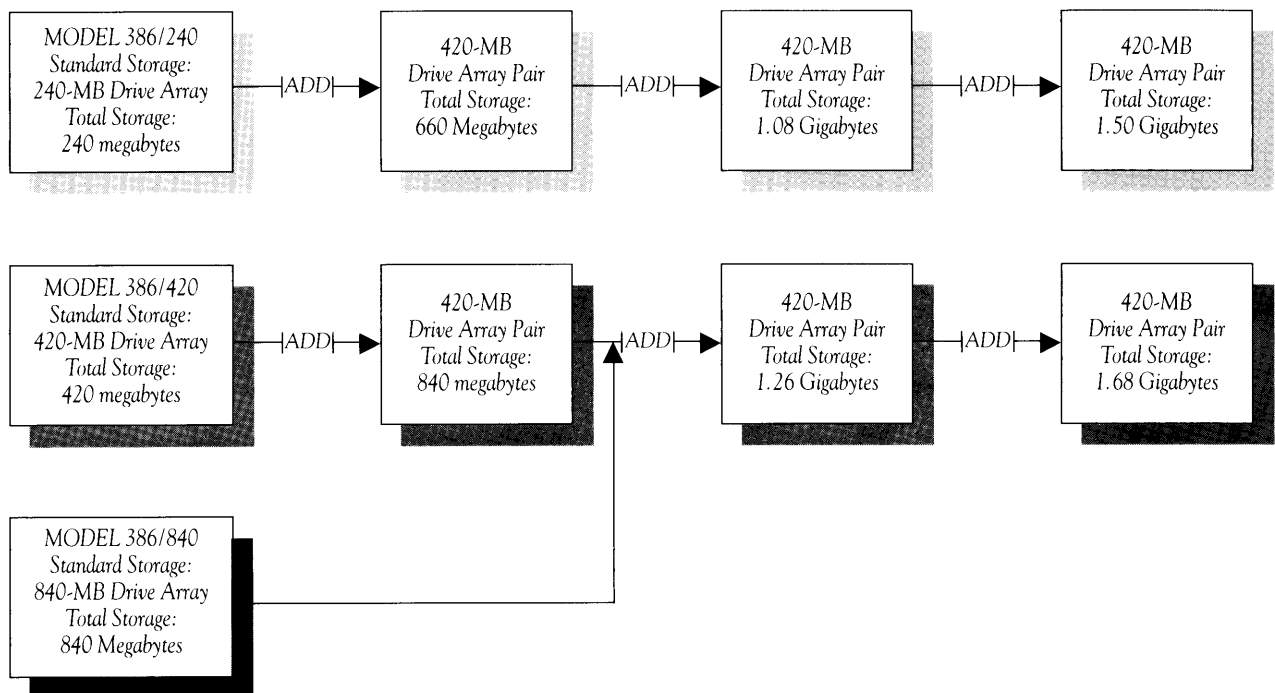 MODEL 386/240
Standard Storage:
240-MB Drive Array
Total Storage:
240 megabytes
ADD
420-MB
Drive Array Pair
Total Storage:
660 Megabytes
ADD
420-MB
Drive Array Pair
Total Storage:
1.08 Gigabytes
ADD
420-MB
Drive Array Pair
Total Storage:
1.50 Gigabytes
MODEL 386/420
Standard Storage:
420-MB Drive Array
Total Storage:
420 megabytes
ADD
420-MB
Drive Array Pair
Total Storage:
840 megabytes
ADD
420-MB
Drive Array Pair
Total Storage:
1.26 Gigabytes
ADD
420-MB
Drive Array Pair
Total Storage:
1.68 Gigabytes
MODEL 386/840
Standard Storage:
840-MB Drive Array
Total Storage:
840 Megabytes